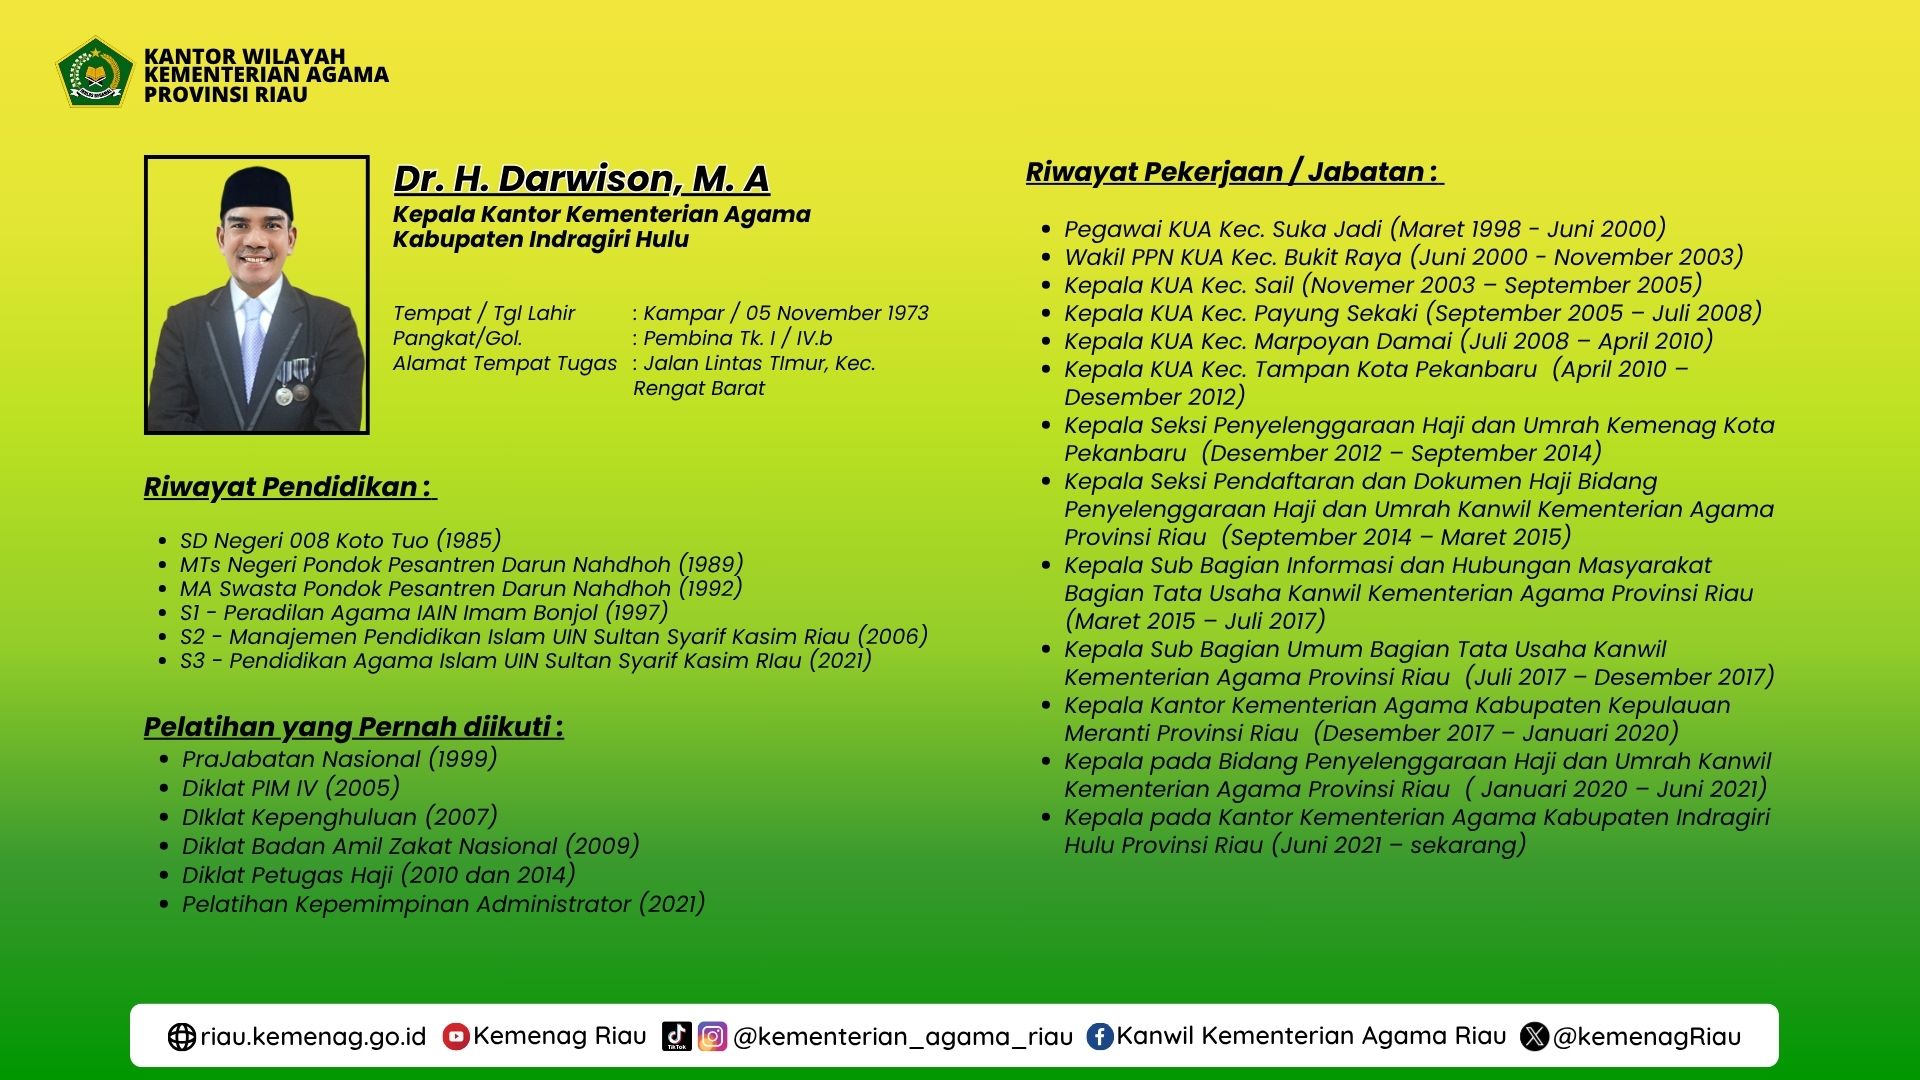 KANTOR WILAYAH
KEMENTERIAN AGAMA
PROVINSI RIAU
Dr. H. Darwison, M. A
Kepala Kantor Kementerian Agama
Kabupaten Indragiri Hulu
Tempat / Tgl Lahir : Kampar / 05 November 1973
Pangkat/Gol. : Pembina Tk. I / IV.b
Alamat Tempat Tugas : Jalan Lintas TImur, Kec.
Rengat Barat
Riwayat Pendidikan :
• SD Negeri 008 Koto Tuo (1985)
• MTs Negeri Pondok Pesantren Darun Nahdhoh (1989)
• MA Swasta Pondok Pesantren Darun Nahdhoh (1992)
• S1 - Peradilan Agama IAIN Imam Bonjol (1997)
• S2 - Manajemen Pendidikan Islam UIN Sultan Syarif Kasim Riau (2006)
• S3 - Pendidikan Agama Islam UIN Sultan Syarif Kasim RIau (2021)
Pelatihan yang Pernah diikuti :
• PraJabatan Nasional (1999)
• Diklat PIM IV (2005)
• DIklat Kepenghuluan (2007)
• Diklat Badan Amil Zakat Nasional (2009)
• Diklat Petugas Haji (2010 dan 2014)
• Pelatihan Kepemimpinan Administrator (2021)
Riwayat Pekerjaan / Jabatan :
• Pegawai KUA Kec. Suka Jadi (Maret 1998 - Juni 2000)
• Wakil PPN KUA Kec. Bukit Raya (Juni 2000 - November 2003)
• Kepala KUA Kec. Sail (Novemer 2003 – September 2005)
• Kepala KUA Kec. Payung Sekaki (September 2005 – Juli 2008)
• Kepala KUA Kec. Marpoyan Damai (Juli 2008 – April 2010)
• Kepala KUA Kec. Tampan Kota Pekanbaru (April 2010 –
Desember 2012)
• Kepala Seksi Penyelenggaraan Haji dan Umrah Kemenag Kota
Pekanbaru (Desember 2012 – September 2014)
• Kepala Seksi Pendaftaran dan Dokumen Haji Bidang
Penyelenggaraan Haji dan Umrah Kanwil Kementerian Agama
Provinsi Riau (September 2014 – Maret 2015)
• Kepala Sub Bagian Informasi dan Hubungan Masyarakat
Bagian Tata Usaha Kanwil Kementerian Agama Provinsi Riau
(Maret 2015 – Juli 2017)
• Kepala Sub Bagian Umum Bagian Tata Usaha Kanwil
Kementerian Agama Provinsi Riau (Juli 2017 – Desember 2017)
• Kepala Kantor Kementerian Agama Kabupaten Kepulauan
Meranti Provinsi Riau (Desember 2017 – Januari 2020)
• Kepala pada Bidang Penyelenggaraan Haji dan Umrah Kanwil
Kementerian Agama Provinsi Riau ( Januari 2020 – Juni 2021)
• Kepala pada Kantor Kementerian Agama Kabupaten Indragiri
Hulu Provinsi Riau (Juni 2021 – sekarang)
riau.kemenag.go.id Kemenag Riau TikTok @kementerian_agama_riau Kanwil Kementerian Agama Riau @kemenagRiau